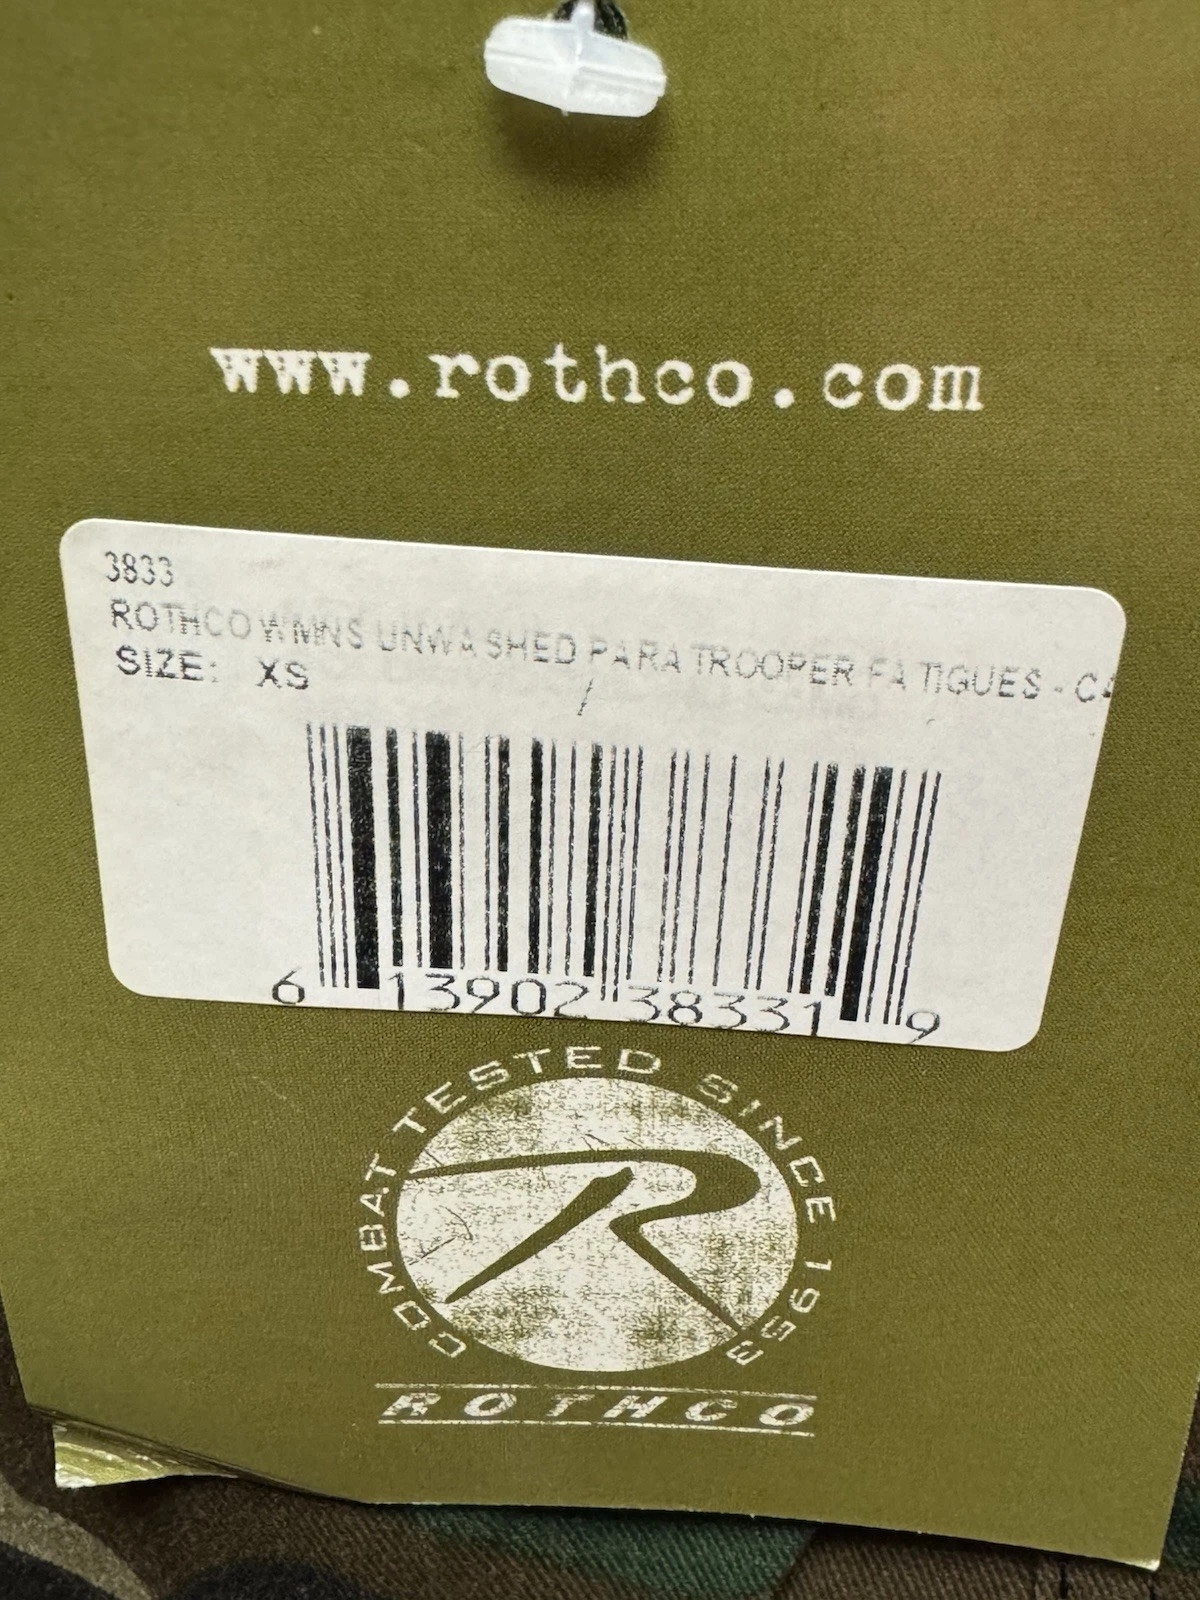 www.rothco.com
3833
ROTHCO WMNS UNWASHED PARATROOPER FATIGUES - CA
SIZE: XS
6 13902 38331 9
COMBAT TESTED SINCE 1953
R
ROTHCO